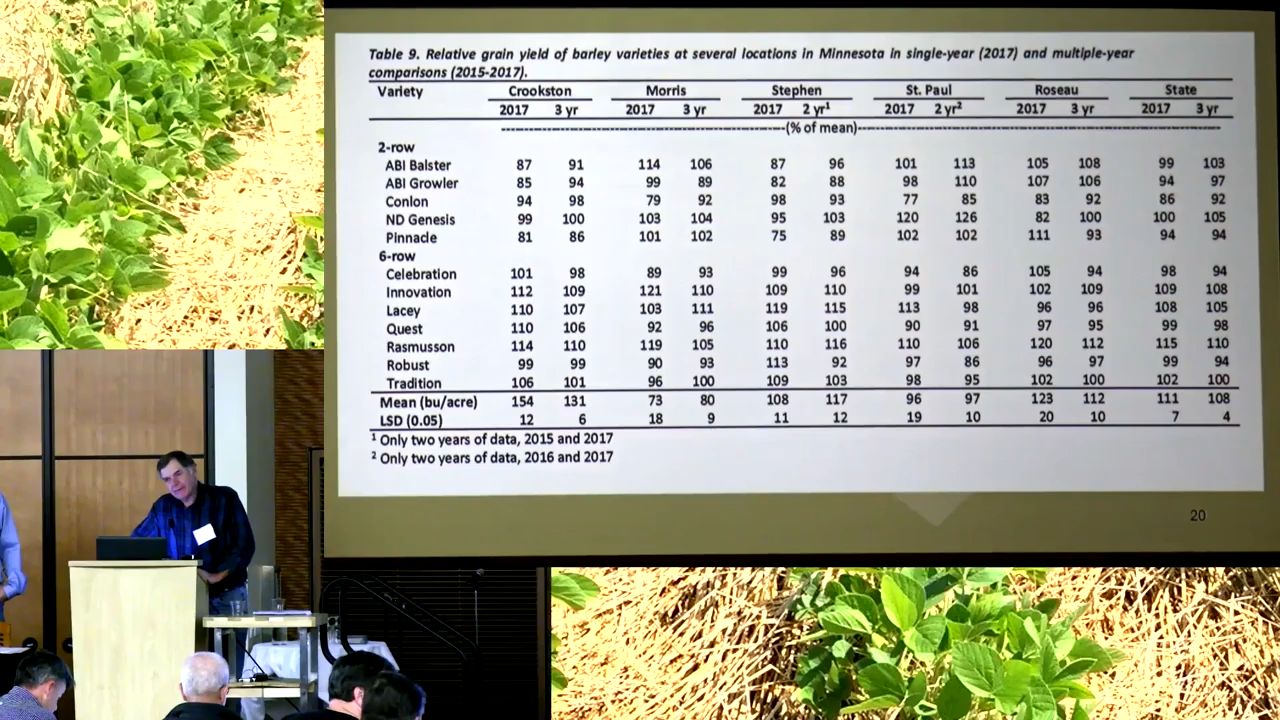 Table 9. Relative grain yield of barley varieties at several locations in Minnesota in single-year (2017) and multiple-year
comparisons (2015-2017).
Variety Crookston Morris Stephen St. Paul Roseau State
2017 3 yr 2017 3 yr 2017 2 yr¹ 2017 2 yr² 2017 3 yr 2017 3 yr
(% of mean)
2-row
ABI Balster 87 91 114 106 87 96 101 113 105 108 99 103
ABI Growler 85 94 99 89 82 88 98 110 107 106 94 97
Conlon 94 98 79 92 98 93 77 85 83 92 86 92
ND Genesis 99 100 103 104 95 103 120 126 82 100 100 105
Pinnacle 81 86 101 102 75 89 102 102 111 93 94 94
6-row
Celebration 101 98 89 93 99 96 94 86 105 94 98 94
Innovation 112 109 121 110 109 110 99 101 102 109 109 108
Lacey 110 107 103 111 119 115 113 98 96 96 108 105
Quest 110 106 92 96 106 100 90 91 97 95 99 98
Rasmusson 114 110 119 105 110 116 110 106 120 112 115 110
Robust 99 99 90 93 113 92 97 86 96 97 99 94
Tradition 106 101 96 100 109 103 98 95 102 100 102 100
Mean (bu/acre) 154 131 73 80 108 117 96 97 123 112 111 108
LSD (0.05) 12 6 18 9 11 12 19 10 20 10 7 4
¹ Only two years of data, 2015 and 2017
² Only two years of data, 2016 and 2017
20